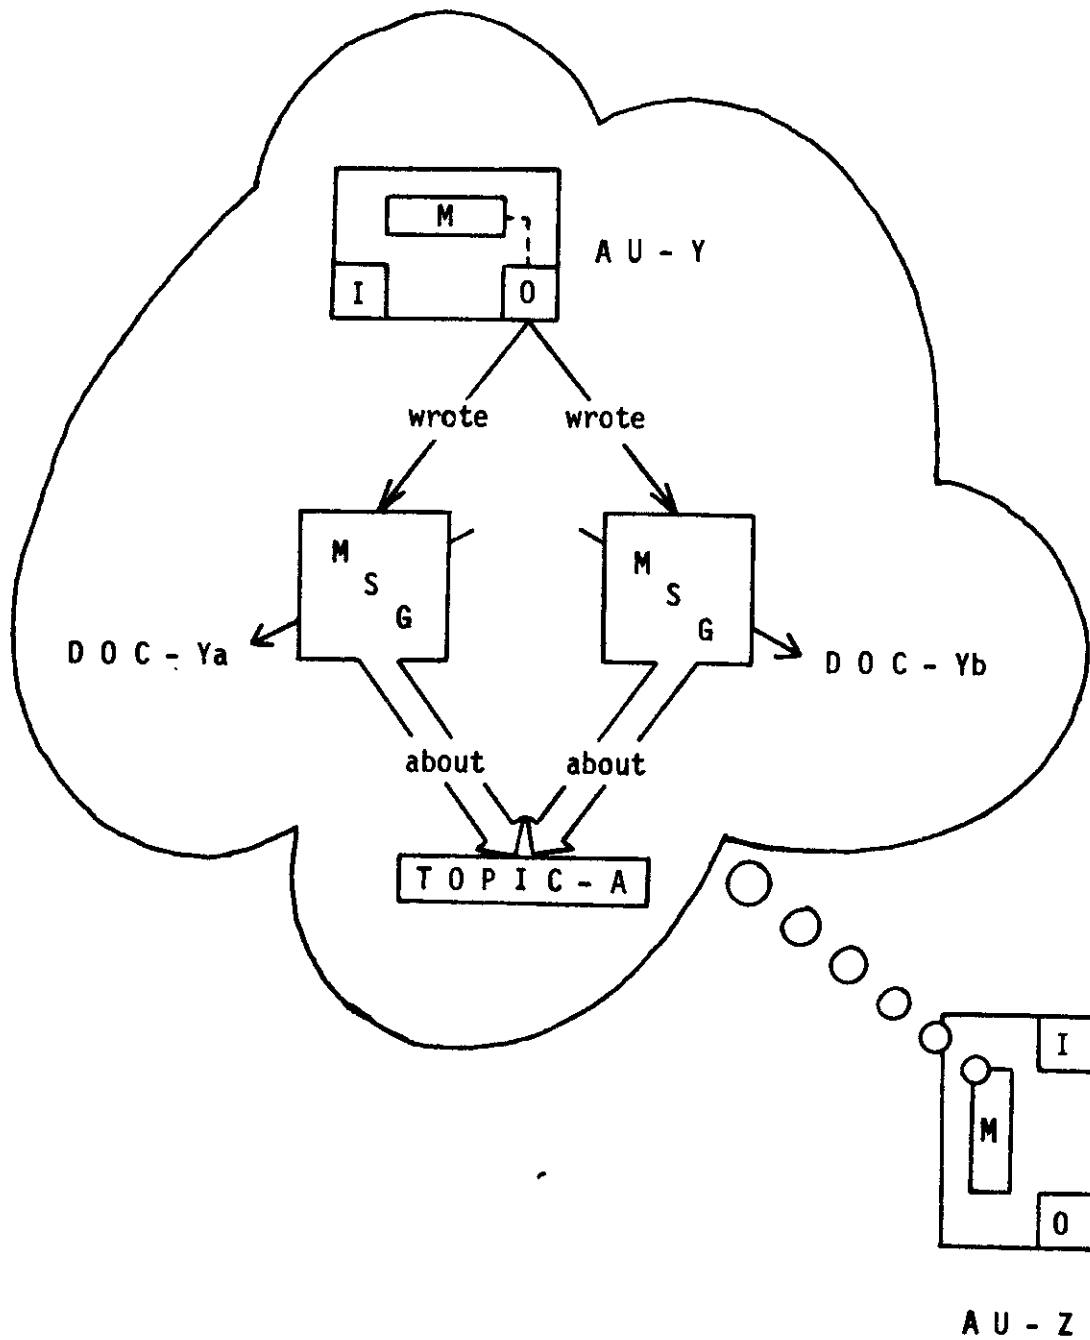 M
A U - Y
I
O
wrote wrote
M
S
G
M
S
G
D O C - Ya
D O C - Yb
about about
T O P I C - A
I
M
O
A U - Z